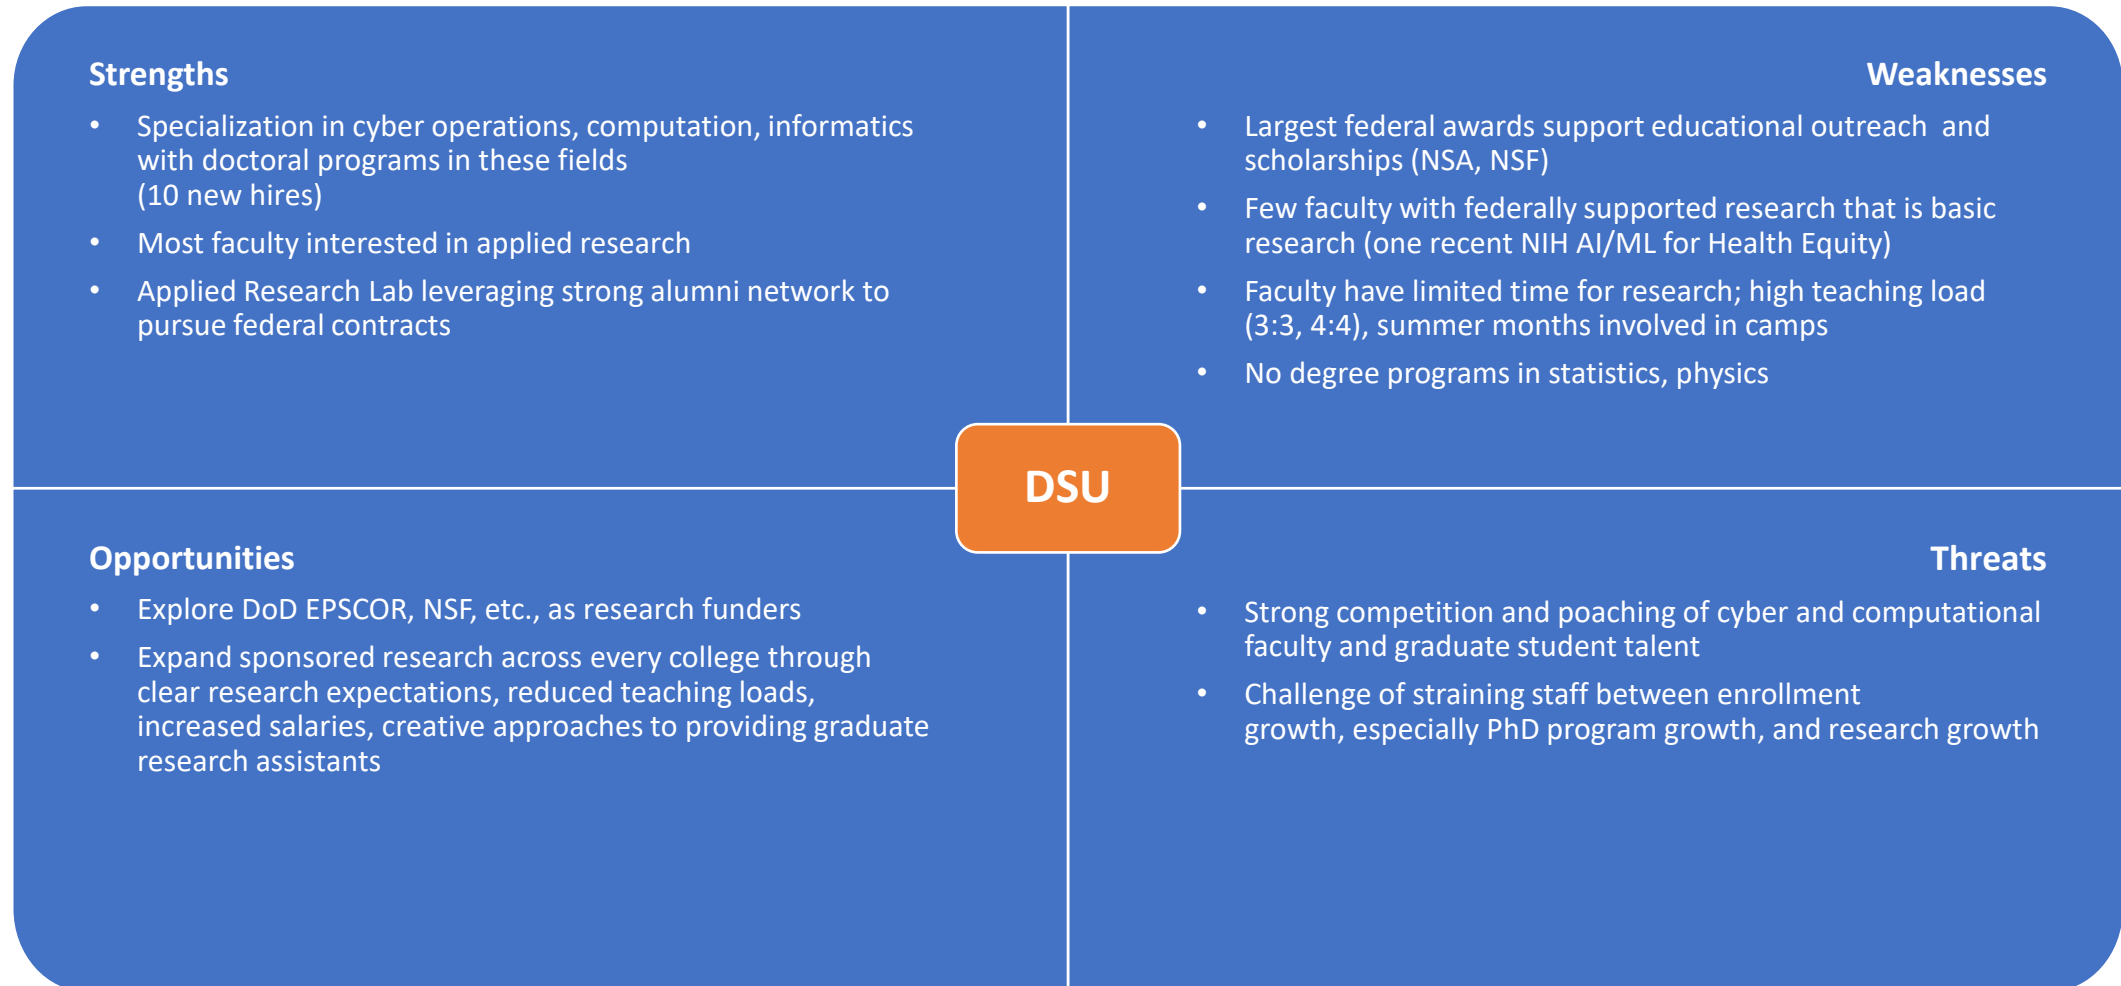 Strengths
• Specialization in cyber operations, computation, informatics
with doctoral programs in these fields
(10 new hires)
• Most faculty interested in applied research
• Applied Research Lab leveraging strong alumni network to
pursue federal contracts
Weaknesses
• Largest federal awards support educational outreach and
scholarships (NSA, NSF)
• Few faculty with federally supported research that is basic
research (one recent NIH AI/ML for Health Equity)
• Faculty have limited time for research; high teaching load
(3:3, 4:4), summer months involved in camps
• No degree programs in statistics, physics
DSU
Opportunities
• Explore DoD EPSCOR, NSF, etc., as research funders
• Expand sponsored research across every college through
clear research expectations, reduced teaching loads,
increased salaries, creative approaches to providing graduate
research assistants
Threats
• Strong competition and poaching of cyber and computational
faculty and graduate student talent
• Challenge of straining staff between enrollment
growth, especially PhD program growth, and research growth